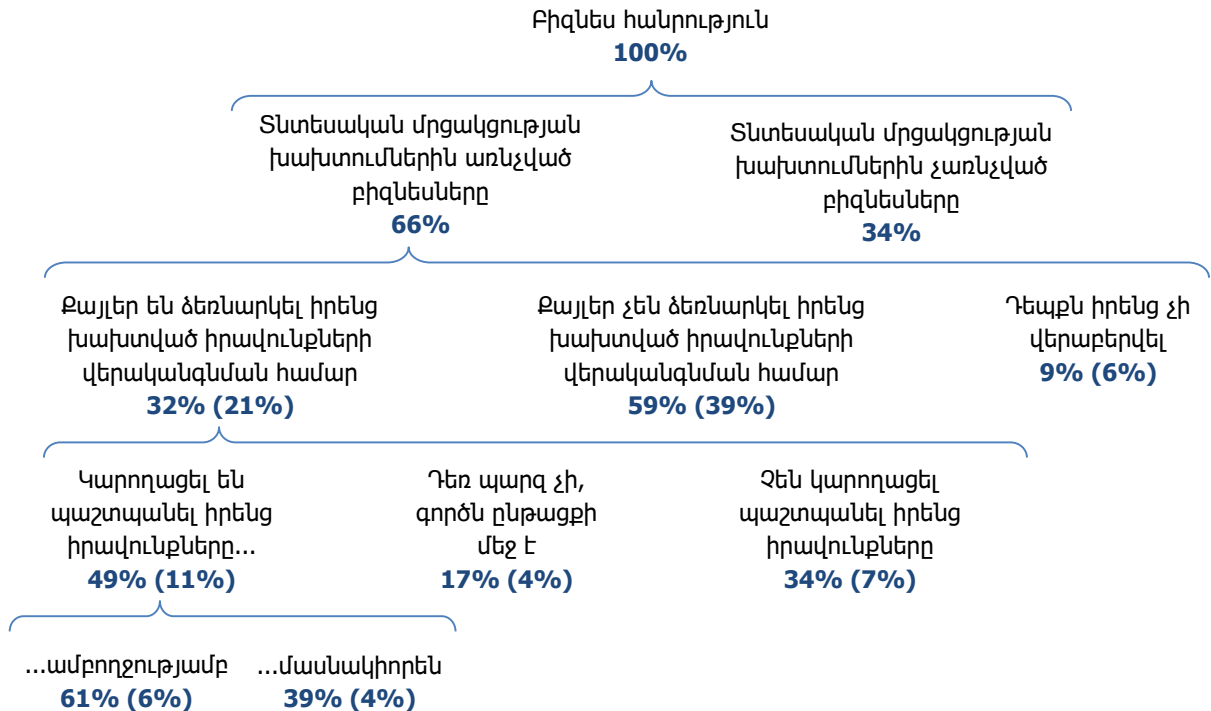 Բիզնես հանրություն
100%
Տնտեսական մրցակցության
խախտումներին առնչված
բիզնեսները
66%
Տնտեսական մրցակցության
խախտումներին չառնչված
բիզնեսները
34%
Քայլեր են ձեռնարկել իրենց
խախտված իրավունքների
վերականգնման համար
32% (21%)
Քայլեր չեն ձեռնարկել իրենց
խախտված իրավունքների
վերականգնման համար
59% (39%)
Դեպքն իրենց չի
վերաբերվել
9% (6%)
Կարողացել են
պաշտպանել իրենց
իրավունքները...
49% (11%)
Դեռ պարզ չի,
գործն ընթացքի
մեջ է
17% (4%)
Չեն կարողացել
պաշտպանել իրենց
իրավունքները
34% (7%)
...ամբողջությամբ
61% (6%)
...մասնակիորեն
39% (4%)